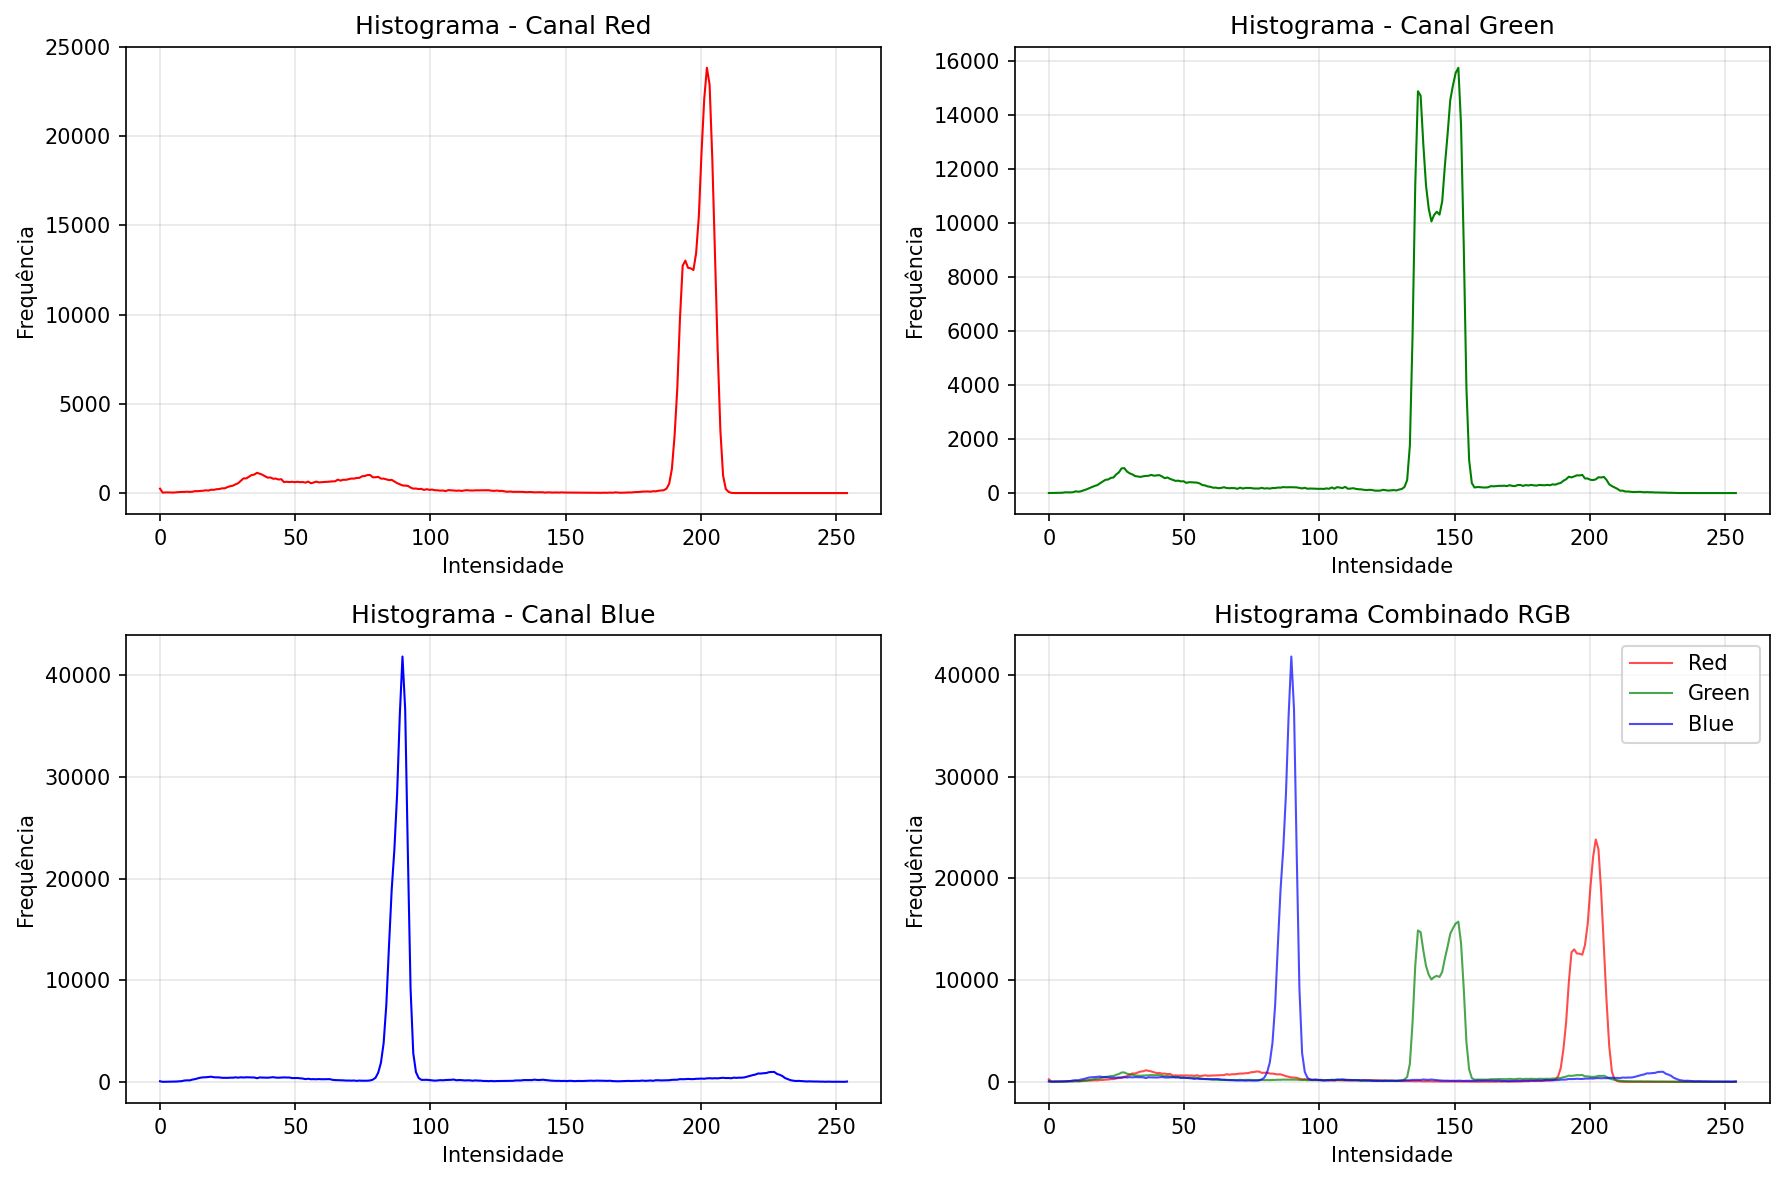 Histograma - Canal Red
25000
20000
15000
10000
5000
0
Frequência
0 50 100 150 200 250
Intensidade
Histograma - Canal Green
16000
14000
12000
10000
8000
6000
4000
2000
0
Frequência
0 50 100 150 200 250
Intensidade
Histograma - Canal Blue
40000
30000
20000
10000
0
Frequência
0 50 100 150 200 250
Intensidade
Histograma Combinado RGB
Red
Green
Blue
40000
30000
20000
10000
0
Frequência
0 50 100 150 200 250
Intensidade